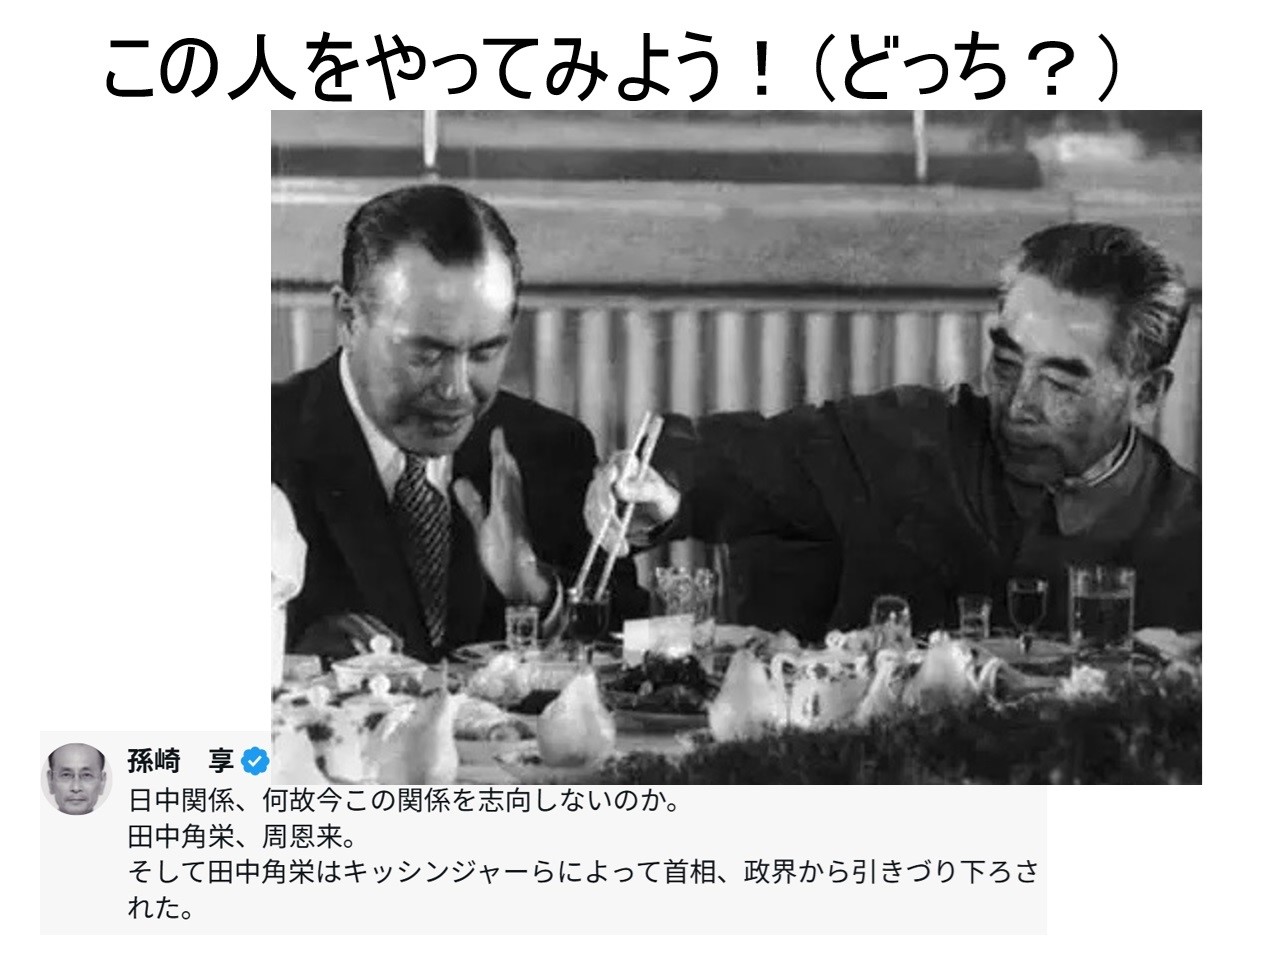 この人をやってみよう！（どっち？）
孫崎　享
日中関係、何故今この関係を志向しないのか。
田中角栄、周恩来。
そして田中角栄はキッシンジャーらによって首相、政界から引きづり下ろさ
れた。